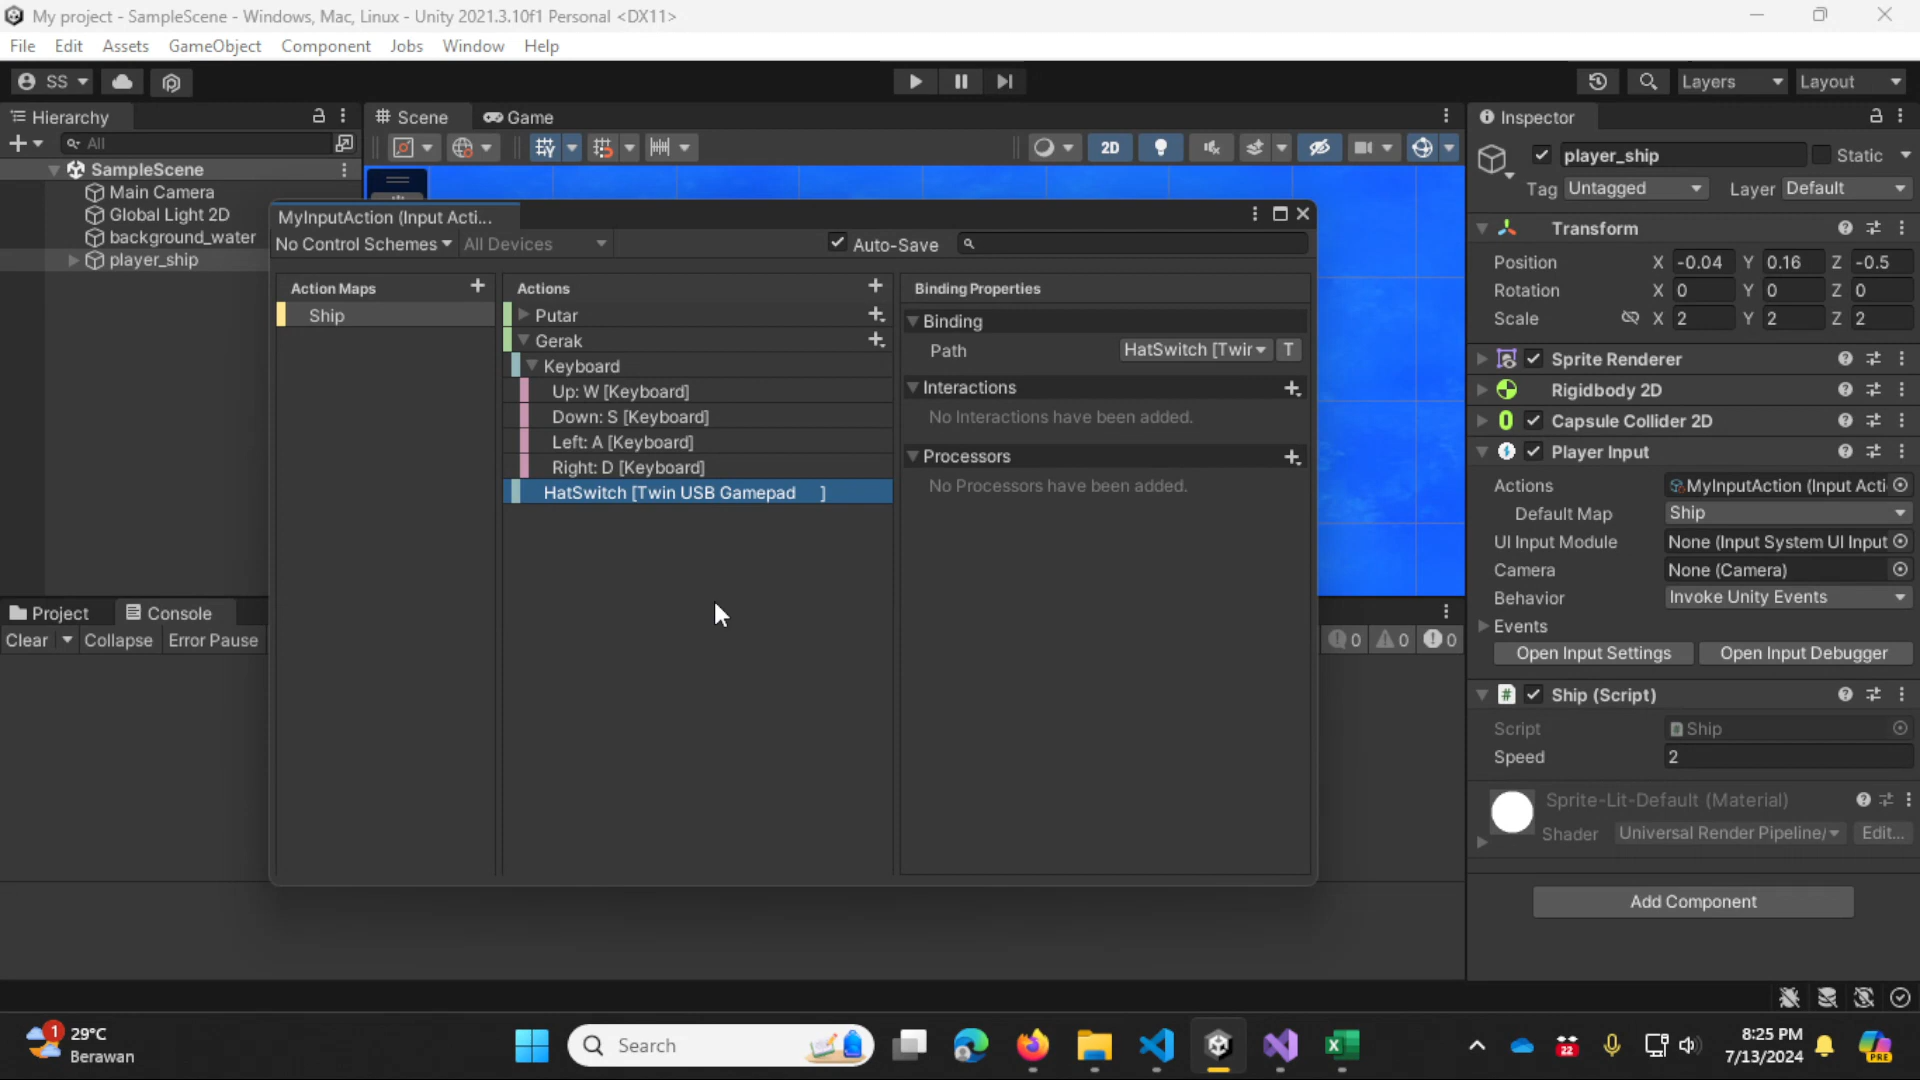 My project - SampleScene - Windows, Mac, Linux - Unity 2021.3.10f1 Personal <DX11>
File Edit Assets GameObject Component Jobs Window Help
SS
Layers Layout
Hierarchy
All
SampleScene
Main Camera
Global Light 2D
background_water
player_ship
Scene Game
2D
MyInputAction (Input Acti...
No Control Schemes All Devices Auto-Save
Action Maps
Ship
Actions
Putar
Gerak
Keyboard
Up: W [Keyboard]
Down: S [Keyboard]
Left: A [Keyboard]
Right: D [Keyboard]
HatSwitch [Twin USB Gamepad ]
Binding Properties
Binding
Path HatSwitch [Twir T
Interactions
No Interactions have been added.
Processors
No Processors have been added.
Project Console
Clear Collapse Error Pause
0 0 0
Inspector
player_ship Static
Tag Untagged Layer Default
Transform
Position X -0.04 Y 0.16 Z -0.5
Rotation X 0 Y 0 Z 0
Scale X 2 Y 2 Z 2
Sprite Renderer
Rigidbody 2D
Capsule Collider 2D
Player Input
Actions MyInputAction (Input Acti
Default Map Ship
UI Input Module None (Input System UI Input
Camera None (Camera)
Behavior Invoke Unity Events
Events
Open Input Settings Open Input Debugger
Ship (Script)
Script Ship
Speed 2
Sprite-Lit-Default (Material)
Shader Universal Render Pipeline/ Edit...
Add Component
1 29°C
Berawan
Search
22
8:25 PM
7/13/2024
PRE